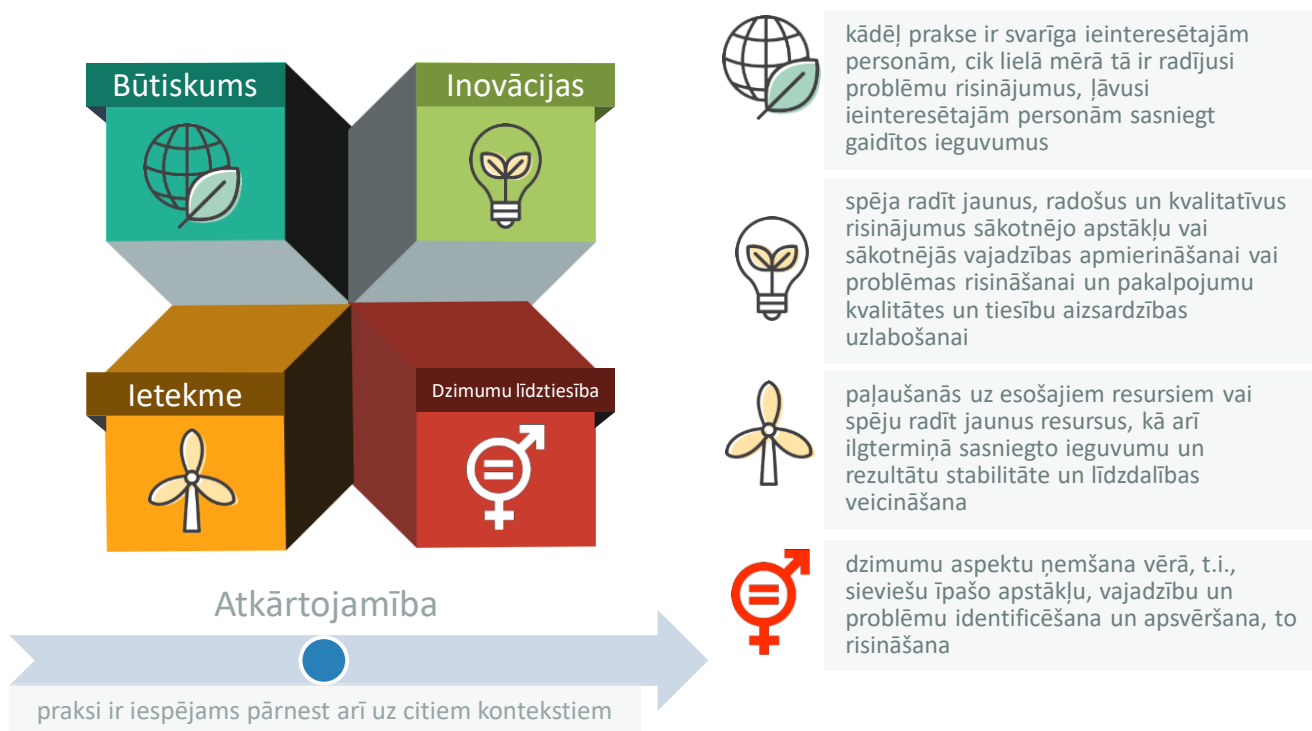 Būtiskums
Inovācijas
Ietekme
Dzimumu līdztiesība
Atkārtojamība
praksi ir iespējams pārnest arī uz citiem kontekstiem
kādēļ prakse ir svarīga ieinteresētajām
personām, cik lielā mērā tā ir radījusi
problēmu risinājumus, ļāvusi
ieinteresētajām personām sasniegt
gaidītos ieguvumus
spēja radīt jaunus, radošus un kvalitatīvus
risinājumus sākotnējo apstākļu vai
sākotnējās vajadzības apmierināšanai vai
problēmas risināšanai un pakalpojumu
kvalitātes un tiesību aizsardzības
uzlabošanai
paļaušanās uz esošajiem resursiem vai
spēju radīt jaunus resursus, kā arī
ilgtermiņā sasniegto ieguvumu un
rezultātu stabilitāte un līdzdalības
veicināšana
dzimumu aspektu ņemšana vērā, t.i.,
sieviešu īpašo apstākļu, vajadzību un
problēmu identificēšana un apsvēršana, to
risināšana